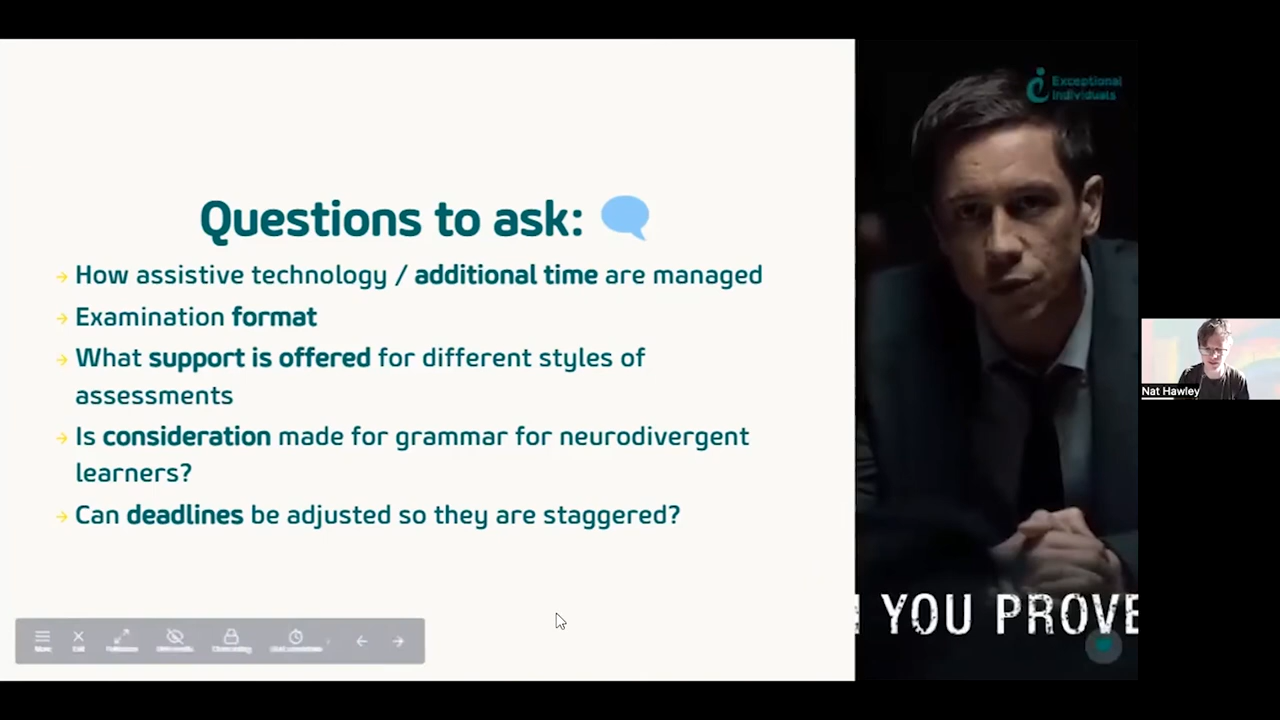 Questions to ask:
→ How assistive technology / additional time are managed
→ Examination format
→ What support is offered for different styles of
assessments
→ Is consideration made for grammar for neurodivergent
learners?
→ Can deadlines be adjusted so they are staggered?
Exceptional
Individuals
YOU PROVE
Nat Hawley